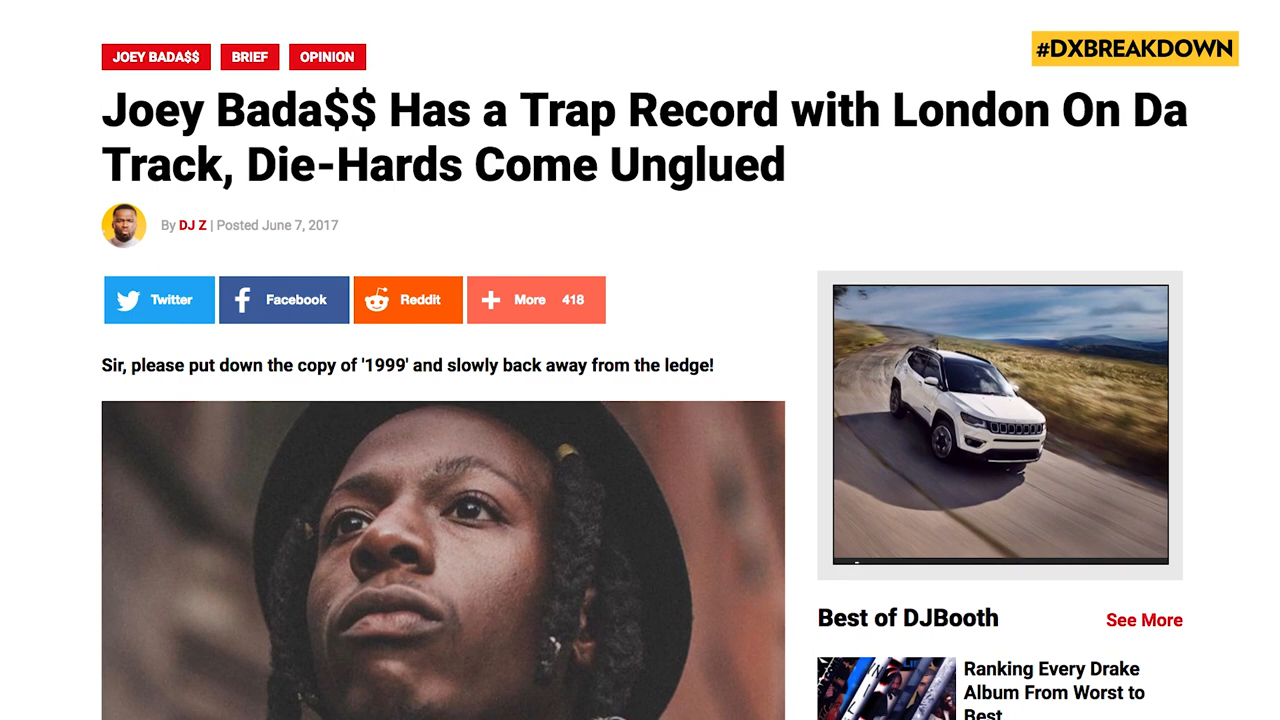 #DXBREAKDOWN
JOEY BADA$$ BRIEF OPINION
Joey Bada$$ Has a Trap Record with London On Da
Track, Die-Hards Come Unglued
By DJ Z | Posted June 7, 2017
Twitter Facebook Reddit More 418
Sir, please put down the copy of '1999' and slowly back away from the ledge!
Best of DJBooth See More
Ranking Every Drake
Album From Worst to
Best